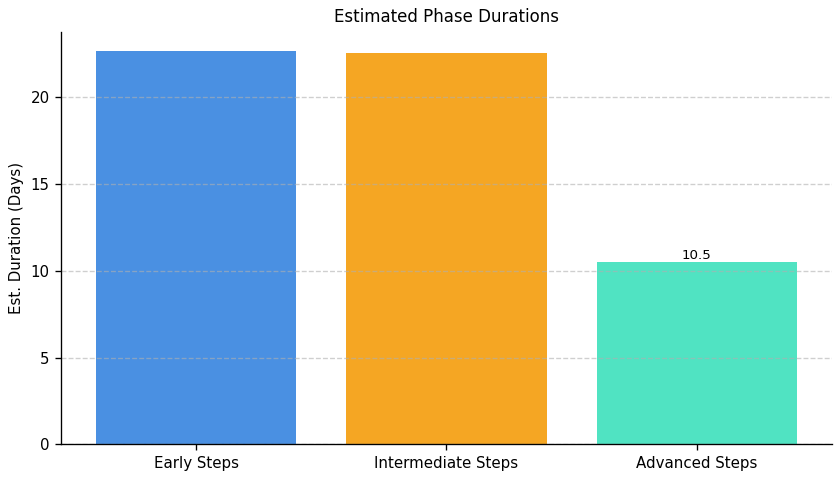 Estimated Phase Durations
Est. Duration (Days)
20
15
10
5
0
10.5
Early Steps
Intermediate Steps
Advanced Steps